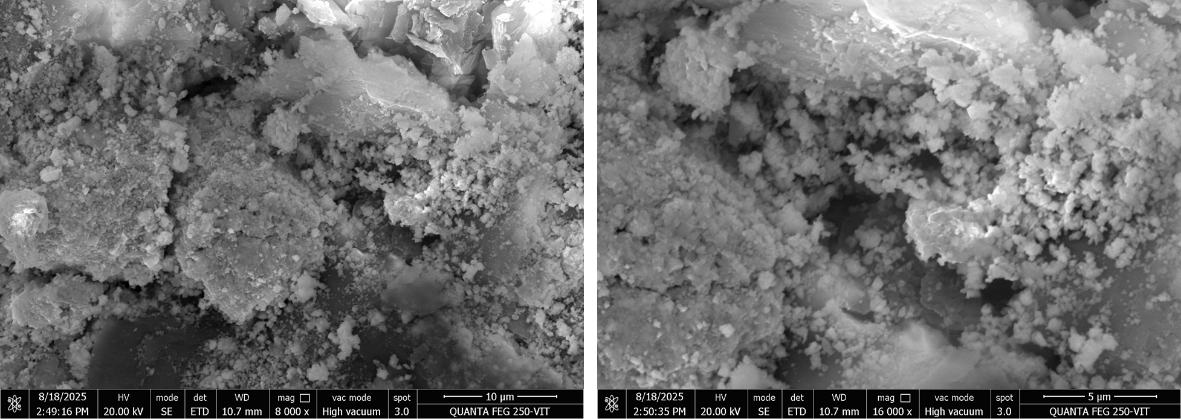 8/18/2025 HV mode det WD mag vac mode spot 10 µm
2:49:16 PM 20.00 kV SE ETD 10.7 mm 8 000 x High vacuum 3.0 QUANTA FEG 250-VIT
8/18/2025 HV mode det WD mag vac mode spot 5 µm
2:50:35 PM 20.00 kV SE ETD 10.7 mm 16 000 x High vacuum 3.0 QUANTA FEG 250-VIT